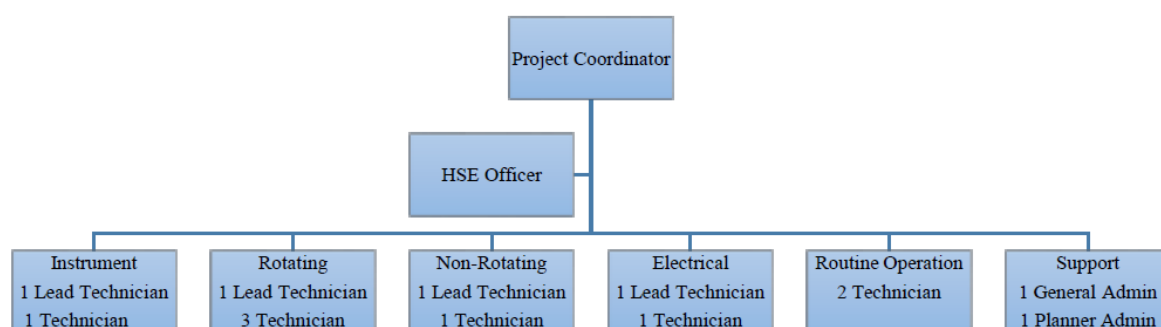 Project Coordinator
HSE Officer
Instrument
1 Lead Technician
1 Technician
Rotating
1 Lead Technician
3 Technician
Non-Rotating
1 Lead Technician
1 Technician
Electrical
1 Lead Technician
1 Technician
Routine Operation
2 Technician
Support
1 General Admin
1 Planner Admin